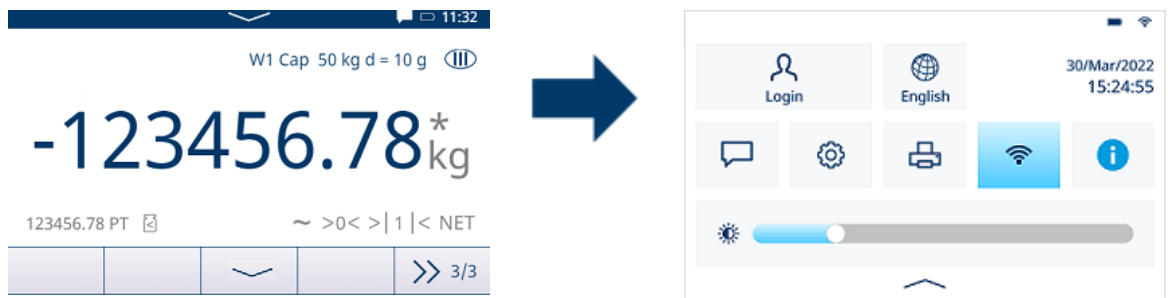 11:32
W1 Cap 50 kg d = 10 g III
-123456.78 * kg
123456.78 PT ~ >0< >|1|< NET
3/3
Login
English
30/Mar/2022
15:24:55